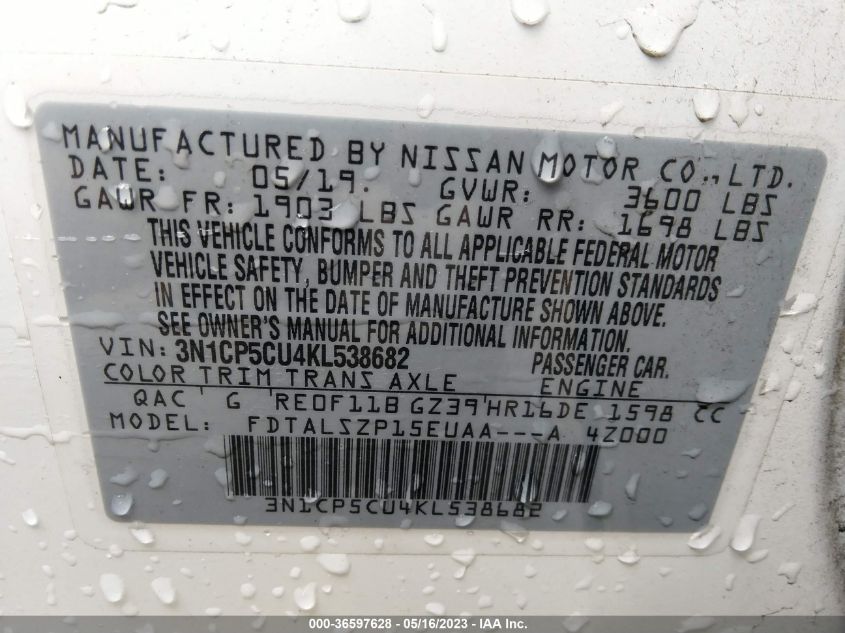 MANUFACTURED BY NISSAN MOTOR CO., LTD.
DATE: 05/19 GVWR: 3600 LBS
GAWR FR: 1903 LBS GAWR RR: 1698 LBS
THIS VEHICLE CONFORMS TO ALL APPLICABLE FEDERAL MOTOR
VEHICLE SAFETY, BUMPER AND THEFT PREVENTION STANDARDS
IN EFFECT ON THE DATE OF MANUFACTURE SHOWN ABOVE.
SEE OWNER'S MANUAL FOR ADDITIONAL INFORMATION.
VIN: 3N1CP5CU4KL538682 PASSENGER CAR.
COLOR TRIM TRANS AXLE ENGINE
QAC G RE0F11B GZ39 HR16DE 1598 CC
MODEL: FDTALSZP15EUAA---A 4Z000
3N1CP5CU4KL538682
000-36597628 - 05/16/2023 - IAA Inc.